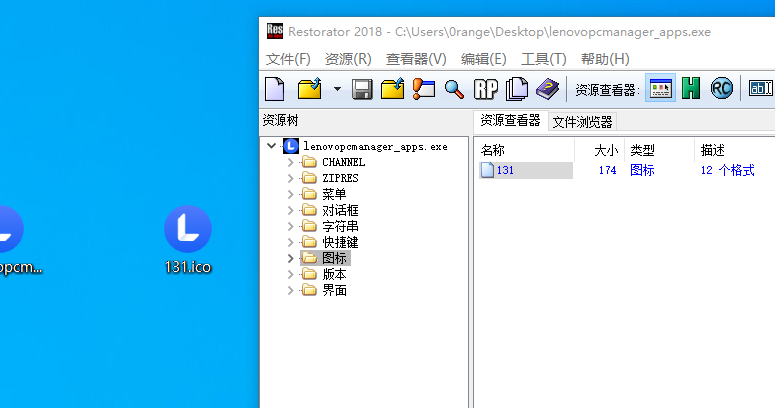 Restorator 2018 - C:\Users\0range\Desktop\lenovopcmanager_apps.exe
文件(F) 资源(R) 查看器(V) 编辑(E) 工具(T) 帮助(H)
RP 资源查看器: H RC abI
资源树
资源查看器 文件浏览器
lenovopcmanager_apps.exe
CHANNEL
ZIPRES
菜单
对话框
字符串
快捷键
图标
版本
界面
名称 大小 类型 描述
131 174 图标 12 个格式
opcm...
131.ico